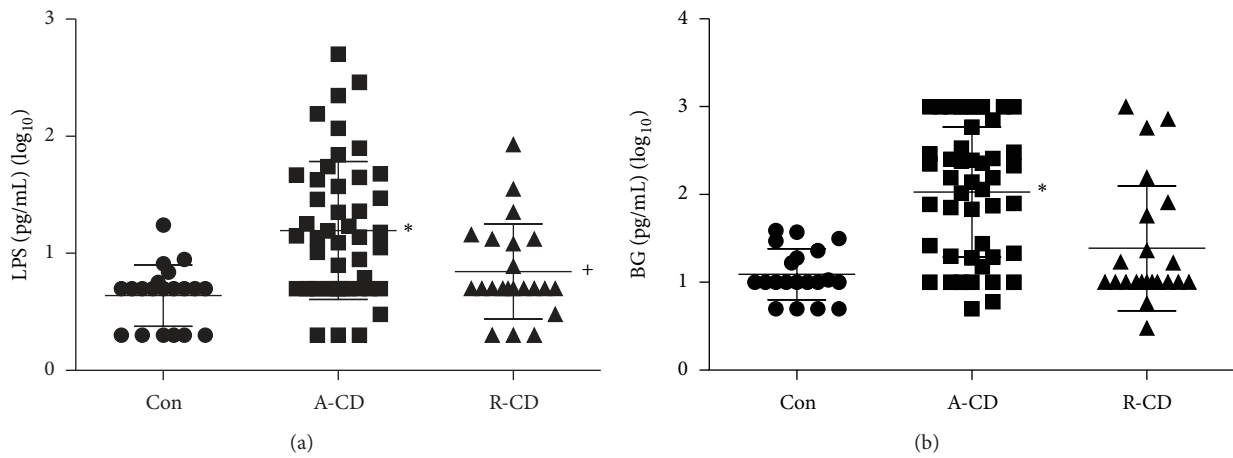 LPS (pg/mL) (log10)
3
2
1
0
*
+
Con
A-CD
R-CD
(a)
BG (pg/mL) (log10)
4
3
2
1
0
*
Con
A-CD
R-CD
(b)